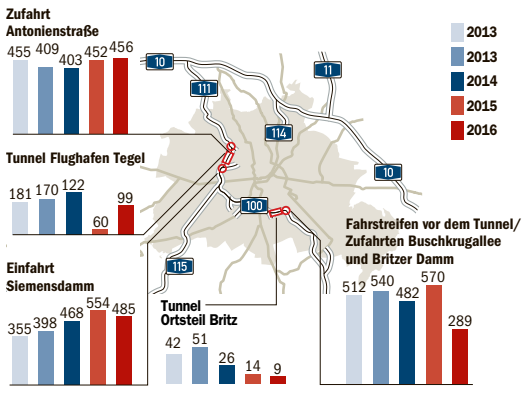 Zufahrt
Antonienstraße
455 409 403 452 456
2013
2013
2014
2015
2016
10
11
111
114
10
100
115
Tunnel Flughafen Tegel
181 170 122 60 99
Einfahrt
Siemensdamm
355 398 468 554 485
Tunnel
Ortsteil Britz
42 51 26 14 9
Fahrstreifen vor dem Tunnel/
Zufahrten Buschkrugallee
und Britzer Damm
512 540 482 570 289